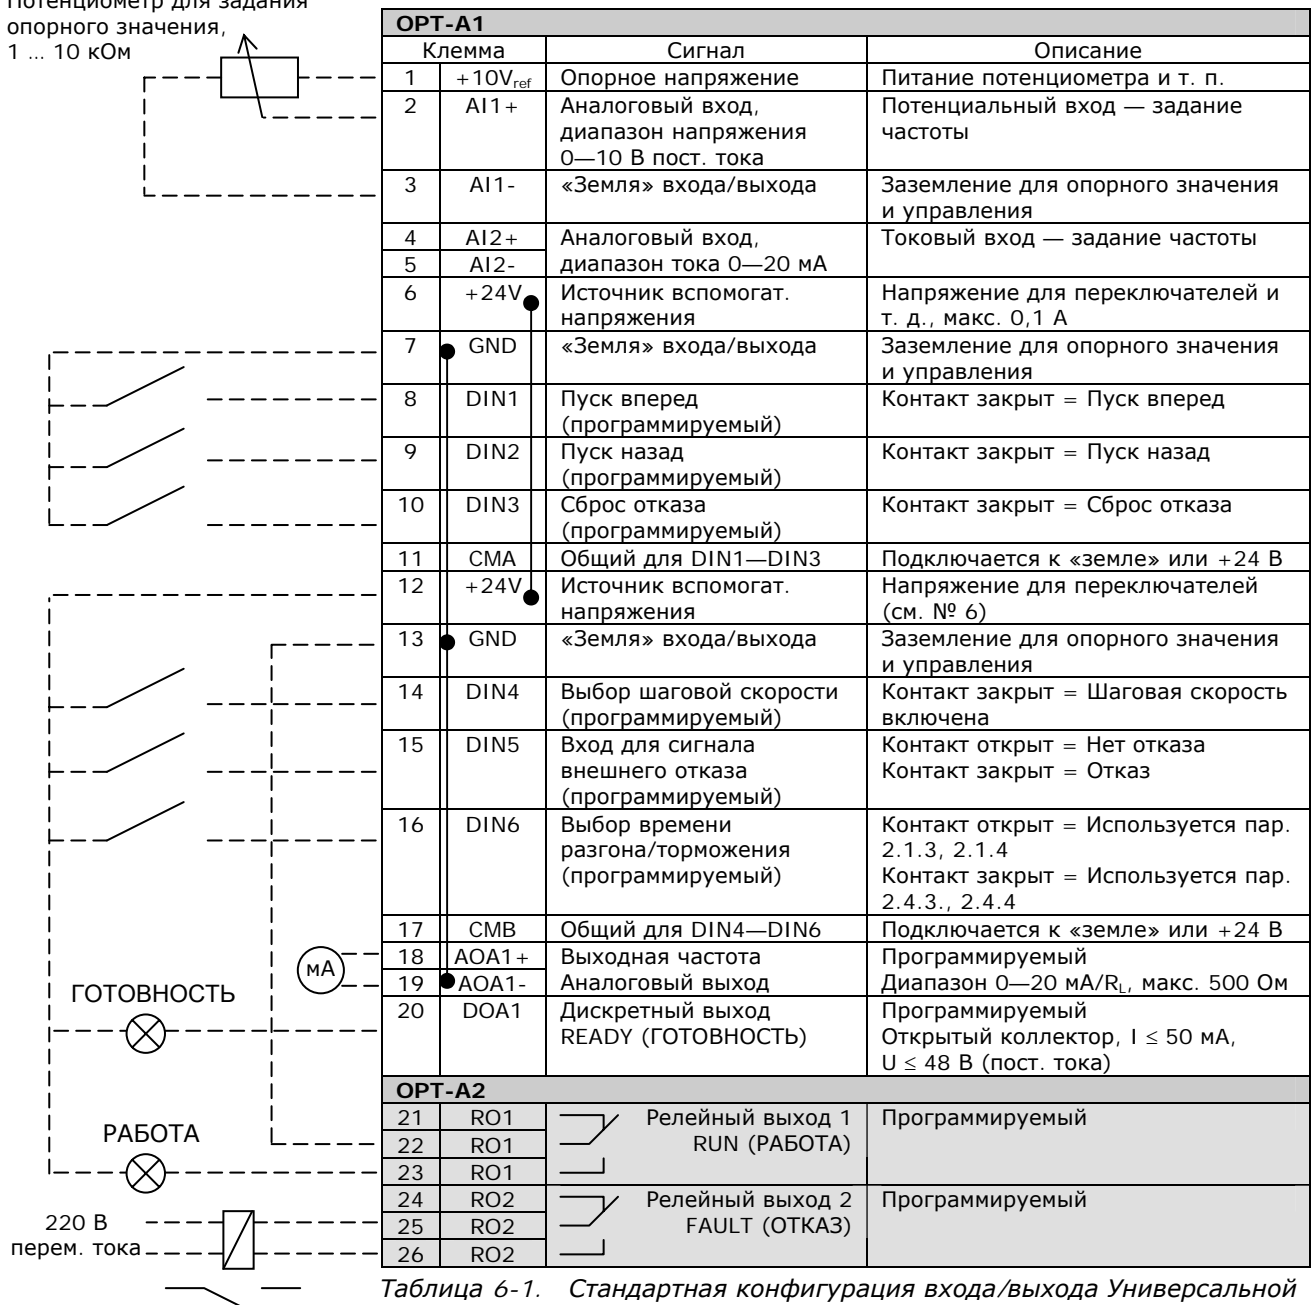 Потенциометр для задания
опорного значения,
1 ... 10 кОм
OPT-A1
Клемма Сигнал Описание
1 +10Vref Опорное напряжение Питание потенциометра и т. п.
2 AI1+ Аналоговый вход, Потенциальный вход — задание
диапазон напряжения частоты
0—10 В пост. тока
3 AI1- «Земля» входа/выхода Заземление для опорного значения
и управления
4 AI2+ Аналоговый вход, Токовый вход — задание частоты
5 AI2- диапазон тока 0—20 мА
6 +24V Источник вспомогат. Напряжение для переключателей и
напряжения т. д., макс. 0,1 А
7 GND «Земля» входа/выхода Заземление для опорного значения
и управления
8 DIN1 Пуск вперед Контакт закрыт = Пуск вперед
(программируемый)
9 DIN2 Пуск назад Контакт закрыт = Пуск назад
(программируемый)
10 DIN3 Сброс отказа Контакт закрыт = Сброс отказа
(программируемый)
11 CMA Общий для DIN1—DIN3 Подключается к «земле» или +24 В
12 +24V Источник вспомогат. Напряжение для переключателей
напряжения (см. № 6)
13 GND «Земля» входа/выхода Заземление для опорного значения
и управления
14 DIN4 Выбор шаговой скорости Контакт закрыт = Шаговая скорость
(программируемый) включена
15 DIN5 Вход для сигнала Контакт открыт = Нет отказа
внешнего отказа Контакт закрыт = Отказ
(программируемый)
16 DIN6 Выбор времени Контакт открыт = Используется пар.
разгона/торможения 2.1.3, 2.1.4
(программируемый) Контакт закрыт = Используется пар.
2.4.3., 2.4.4
17 CMB Общий для DIN4—DIN6 Подключается к «земле» или +24 В
мА
18 AOA1+ Выходная частота Программируемый
19 AOA1- Аналоговый выход Диапазон 0—20 мА/RL, макс. 500 Ом
ГОТОВНОСТЬ
20 DOA1 Дискретный выход Программируемый
READY (ГОТОВНОСТЬ) Открытый коллектор, I ≤ 50 мА,
U ≤ 48 В (пост. тока)
OPT-A2
21 RO1 Релейный выход 1 Программируемый
РАБОТА
22 RO1 RUN (РАБОТА)
23 RO1
24 RO2 Релейный выход 2 Программируемый
220 В
25 RO2 FAULT (ОТКАЗ)
перем. тока
26 RO2
Таблица 6-1. Стандартная конфигурация входа/выхода Универсальной